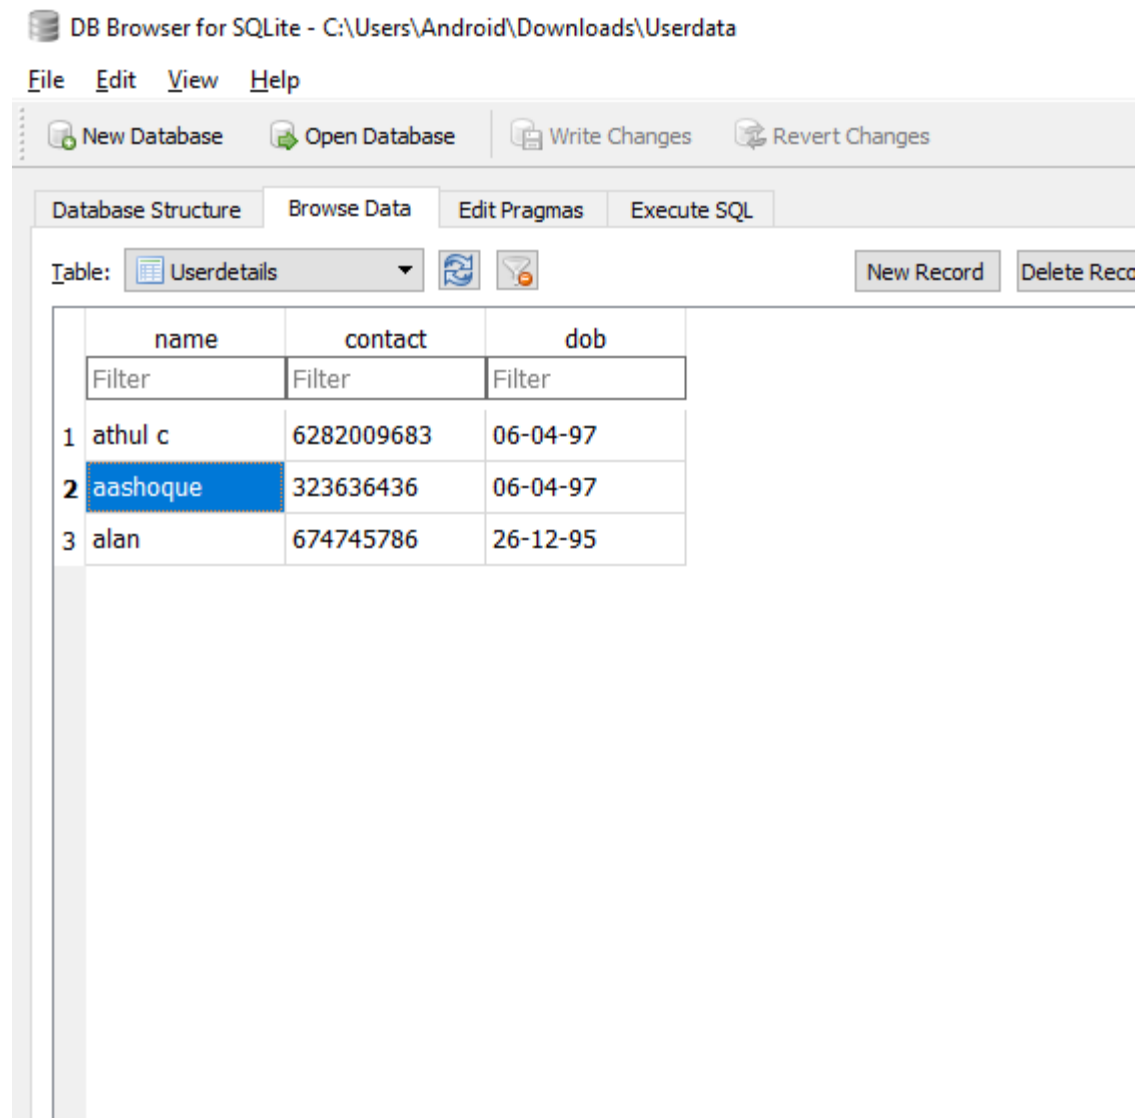 DB Browser for SQLite - C:\Users\Android\Downloads\Userdata
File Edit View Help
New Database Open Database Write Changes Revert Changes
Database Structure Browse Data Edit Pragmas Execute SQL
Table: Userdetails New Record Delete Reco
name contact dob
Filter Filter Filter
1 athul c 6282009683 06-04-97
2 aashoque 323636436 06-04-97
3 alan 674745786 26-12-95